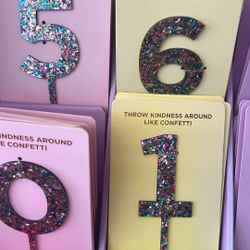 5
6
THROW KINDNESS AROUND
LIKE CONFETTI
KINDNESS AROUND
E CONFETTI
0
1